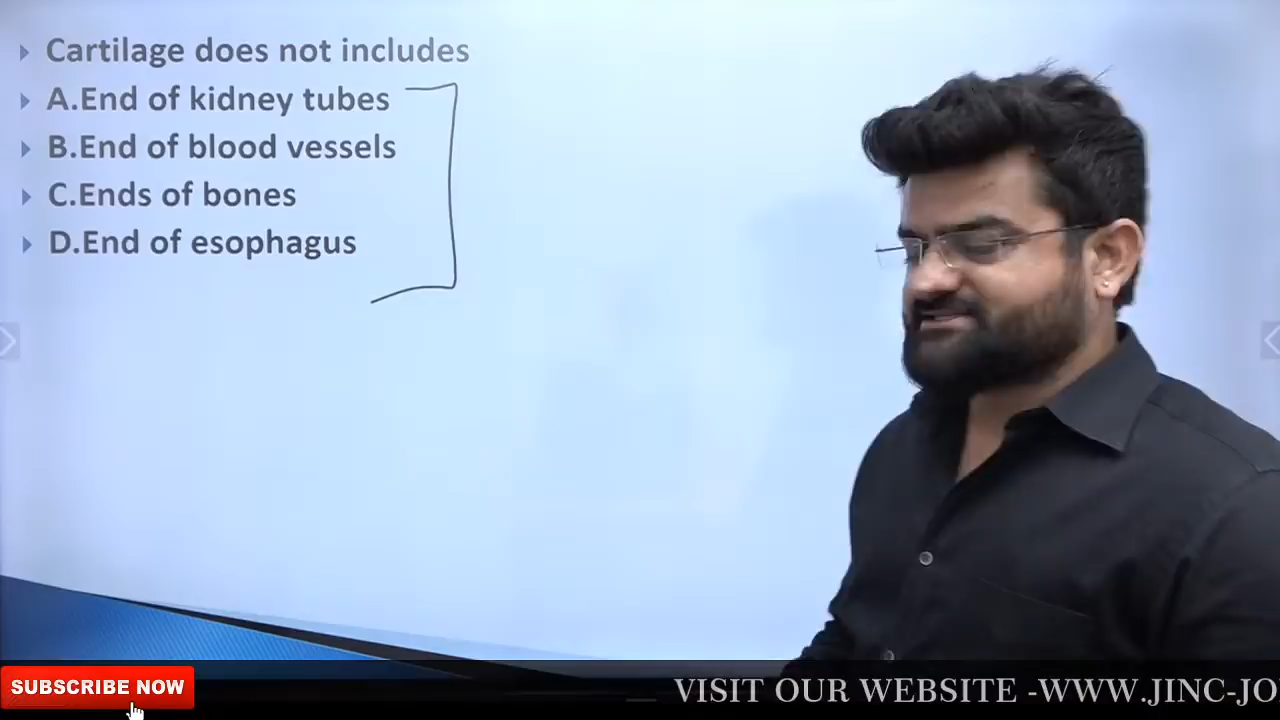 Cartilage does not includes
A.End of kidney tubes
B.End of blood vessels
C.Ends of bones
D.End of esophagus
SUBSCRIBE NOW
VISIT OUR WEBSITE -WWW.JINC-JO